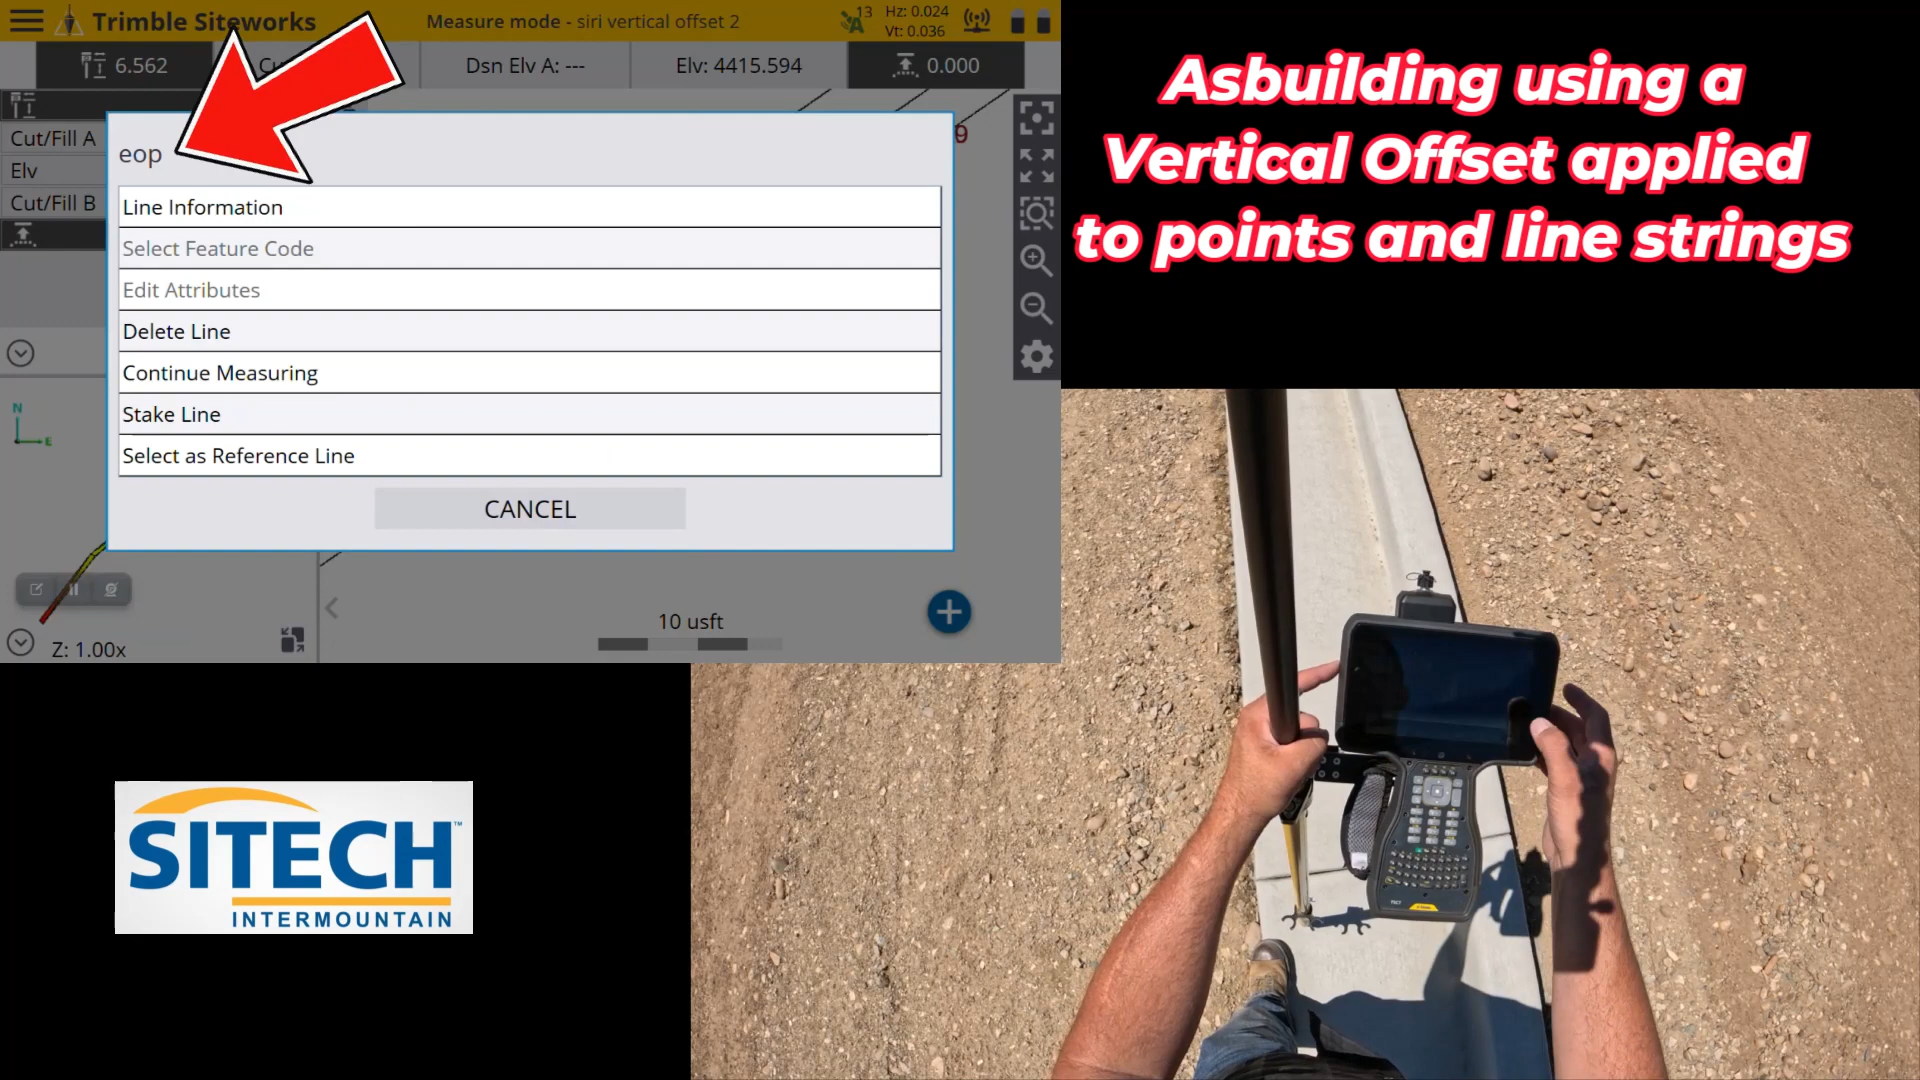 Trimble Siteworks
Measure mode - siri vertical offset 2
13
Hz: 0.024
Vt: 0.036
6.562
Cu
Dsn Elv A: ---
Elv: 4415.594
0.000
Cut/Fill A
Elv
Cut/Fill B
9
eop
Line Information
Select Feature Code
Edit Attributes
Delete Line
Continue Measuring
Stake Line
Select as Reference Line
CANCEL
N
E
Z: 1.00x
10 usft
Asbuilding using a
Vertical Offset applied
to points and line strings
SITECH™
INTERMOUNTAIN